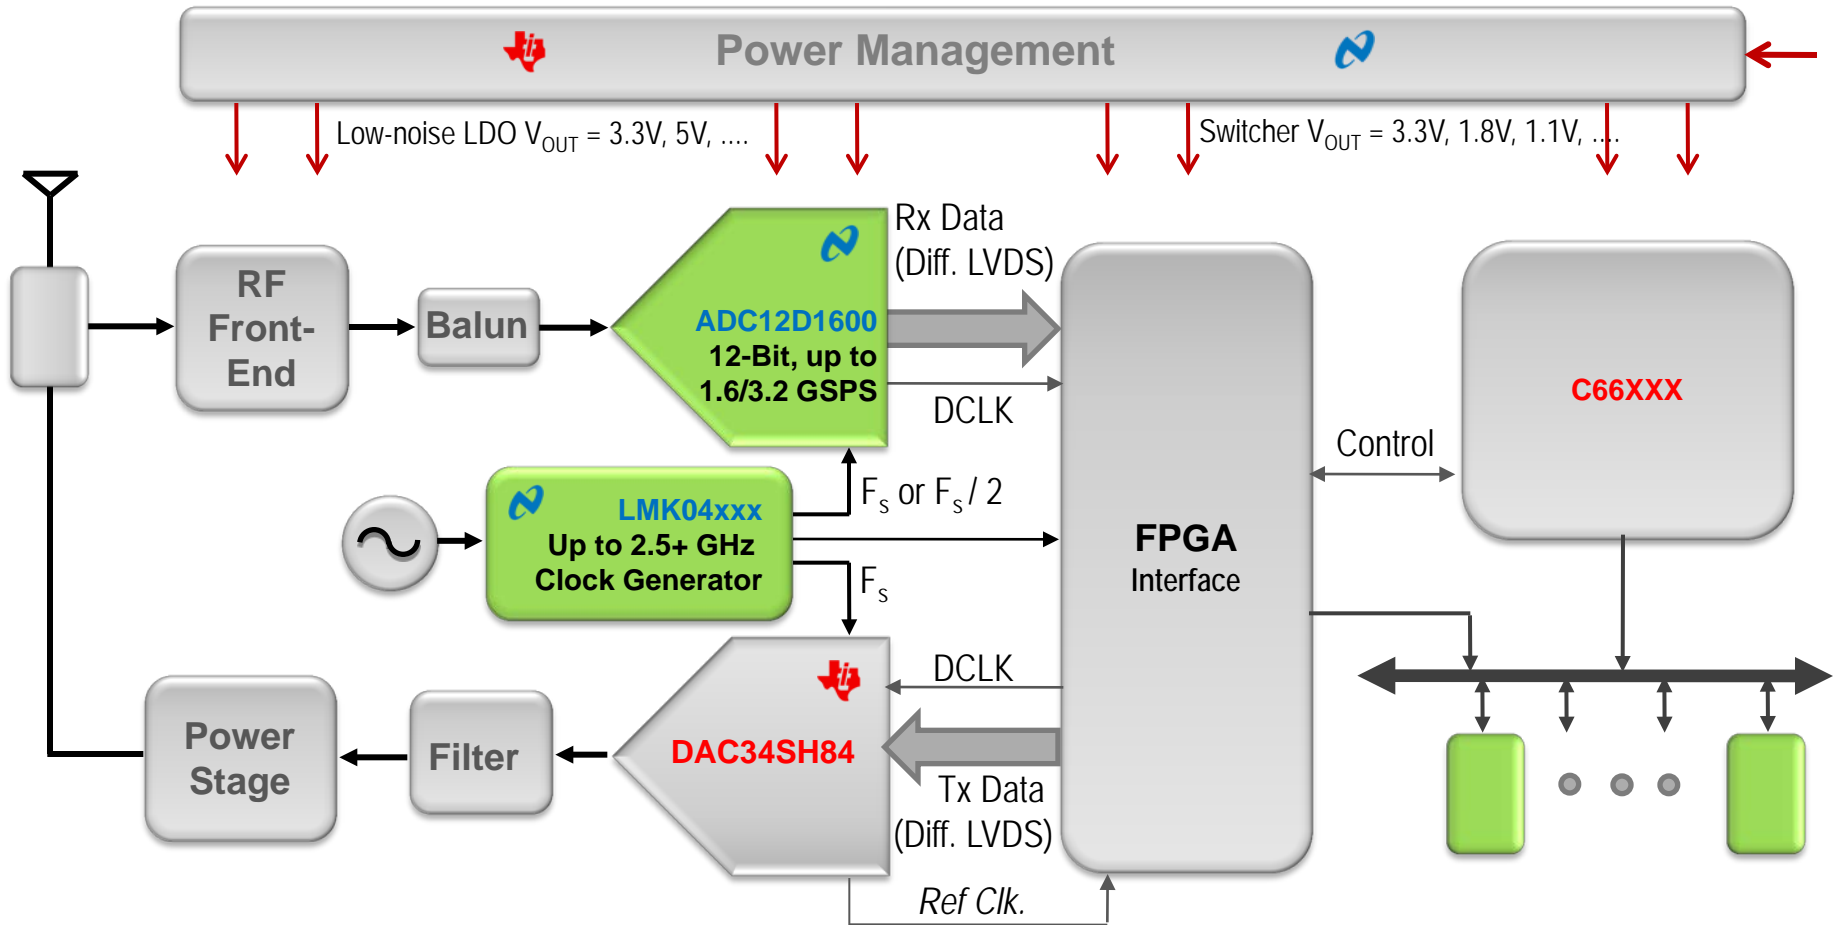 Power Management
Low-noise LDO VOUT = 3.3V, 5V, ....
Switcher VOUT = 3.3V, 1.8V, 1.1V, ....
Rx Data
(Diff. LVDS)
RF
Front-
End
Balun
ADC12D1600
12-Bit, up to
1.6/3.2 GSPS
DCLK
C66XXX
Control
Fs or Fs / 2
LMK04xxx
Up to 2.5+ GHz
Clock Generator
Fs
FPGA
Interface
DCLK
Power
Stage
Filter
DAC34SH84
Tx Data
(Diff. LVDS)
Ref Clk.